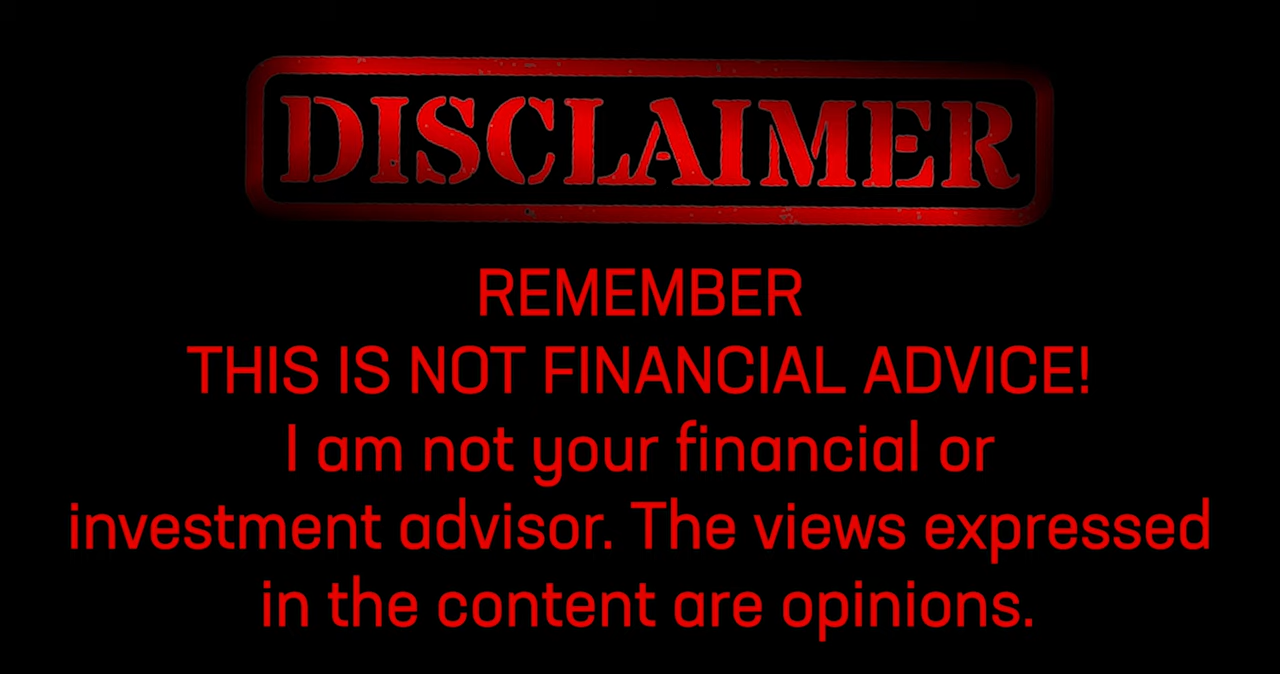 DISCLAIMER
REMEMBER
THIS IS NOT FINANCIAL ADVICE!
I am not your financial or
investment advisor. The views expressed
in the content are opinions.